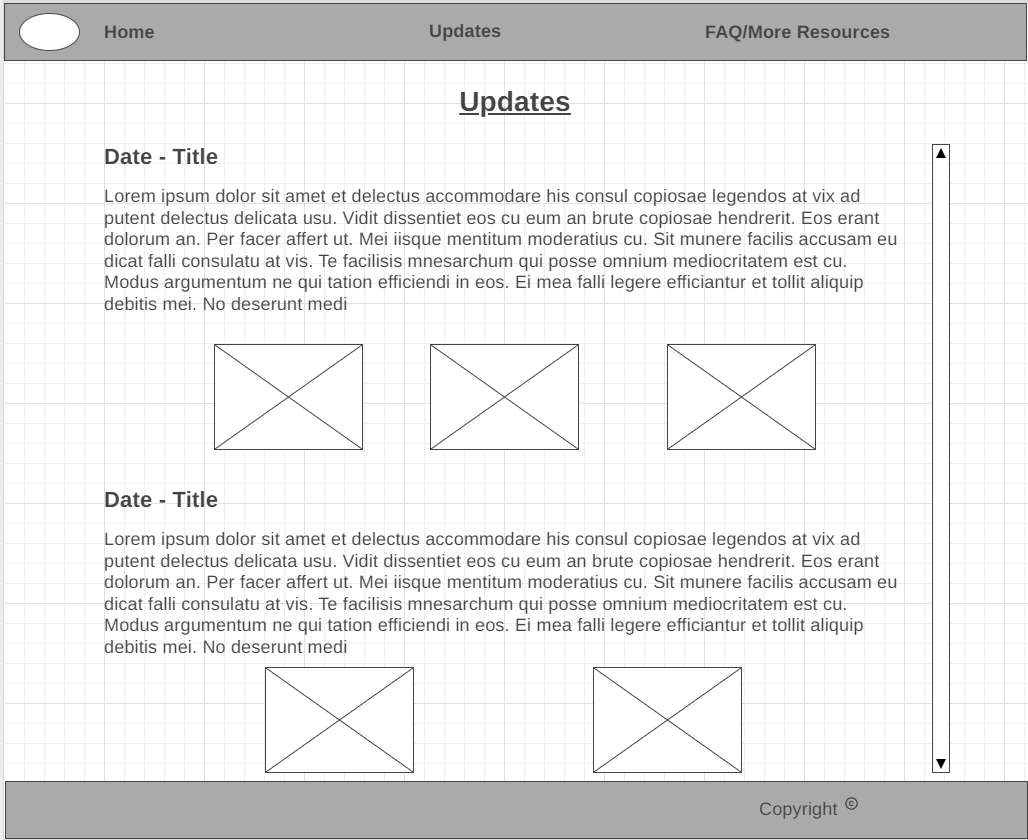 Home Updates FAQ/More Resources
Updates
Date - Title
Lorem ipsum dolor sit amet et delectus accommodare his consul copiosae legendos at vix ad
putent delectus delicata usu. Vidit dissentiet eos cu eum an brute copiosae hendrerit. Eos erant
dolorum an. Per facer affert ut. Mei iisque mentitum moderatius cu. Sit munere facilis accusam eu
dicat falli consulatu at vis. Te facilisis mnesarchum qui posse omnium mediocritatem est cu.
Modus argumentum ne qui tation efficiendi in eos. Ei mea falli legere efficiantur et tollit aliquip
debitis mei. No deserunt medi
Date - Title
Lorem ipsum dolor sit amet et delectus accommodare his consul copiosae legendos at vix ad
putent delectus delicata usu. Vidit dissentiet eos cu eum an brute copiosae hendrerit. Eos erant
dolorum an. Per facer affert ut. Mei iisque mentitum moderatius cu. Sit munere facilis accusam eu
dicat falli consulatu at vis. Te facilisis mnesarchum qui posse omnium mediocritatem est cu.
Modus argumentum ne qui tation efficiendi in eos. Ei mea falli legere efficiantur et tollit aliquip
debitis mei. No deserunt medi
Copyright ©